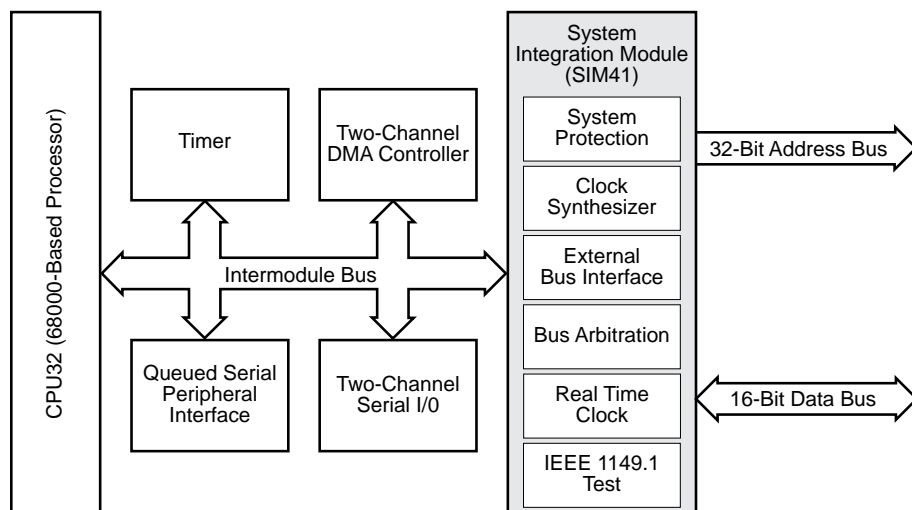 CPU32 (68000-Based Processor)
Timer
Two-Channel
DMA Controller
Intermodule Bus
Queued Serial
Peripheral
Interface
Two-Channel
Serial I/0
System
Integration Module
(SIM41)
System
Protection
Clock
Synthesizer
External
Bus Interface
Bus Arbitration
Real Time
Clock
IEEE 1149.1
Test
32-Bit Address Bus
16-Bit Data Bus